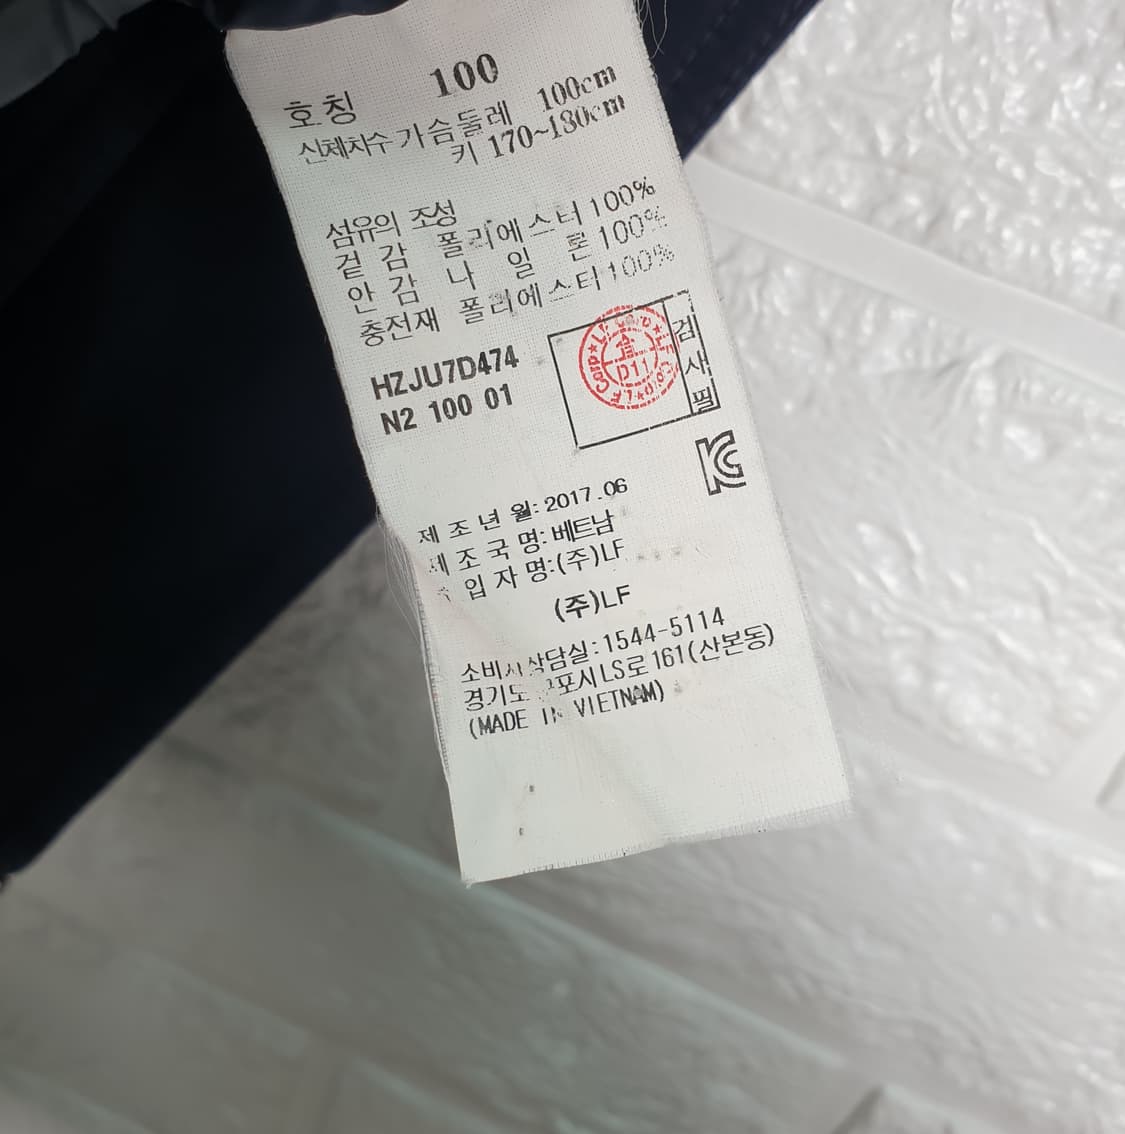 호칭 100
신체치수 가슴둘레 100cm
키 170~180cm
섬유의 조성
겉 감 폴리에스터 100%
안 감 나 일 론 100%
충전재 폴리에스터 100%
HZJU7D474
N2 100 01
검사필
합
D11
KC
제 조 년 월: 2017.06
제 조 국 명: 베트남
입 자 명:(주)LF
(주)LF
소비자상담실:1544-5114
경기도 군포시 LS로 161(산본동)
(MADE IN VIETNAM)